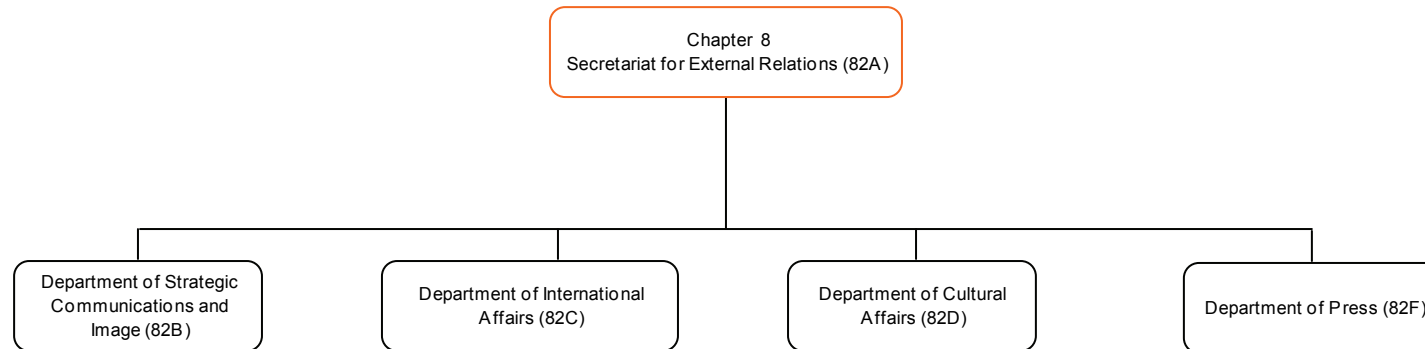 Chapter 8
Secretariat for External Relations (82A)
Department of Strategic
Communications and
Image (82B)
Department of International
Affairs (82C)
Department of Cultural
Affairs (82D)
Department of Press (82F)